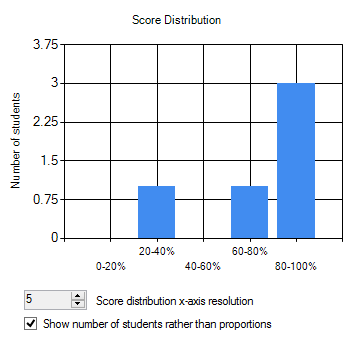 Score Distribution
Number of students
3.75
3
2.25
1.5
0.75
0
20-40% 60-80%
0-20% 40-60% 80-100%
5 Score distribution x-axis resolution
Show number of students rather than proportions